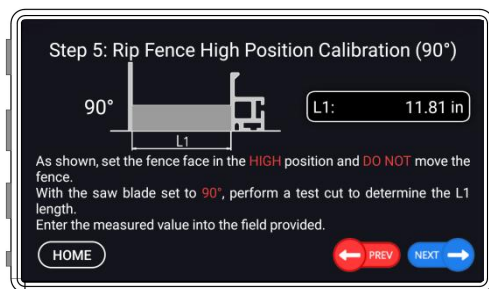 Step 5: Rip Fence High Position Calibration (90°)
90°
L1: 11.81 in
L1
As shown, set the fence face in the HIGH position and DO NOT move the
fence.
With the saw blade set to 90°, perform a test cut to determine the L1
length.
Enter the measured value into the field provided.
HOME
PREV
NEXT